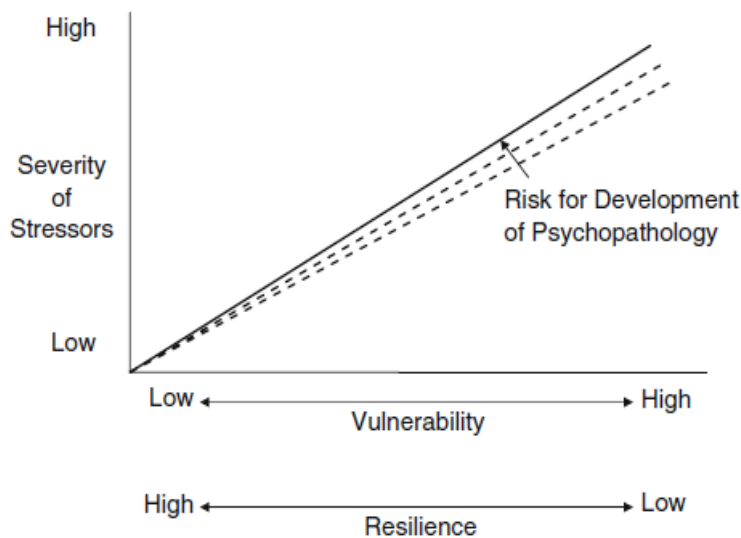 High
Severity
of
Stressors
Risk for Development
of Psychopathology
Low
Low High
Vulnerability
High Low
Resilience